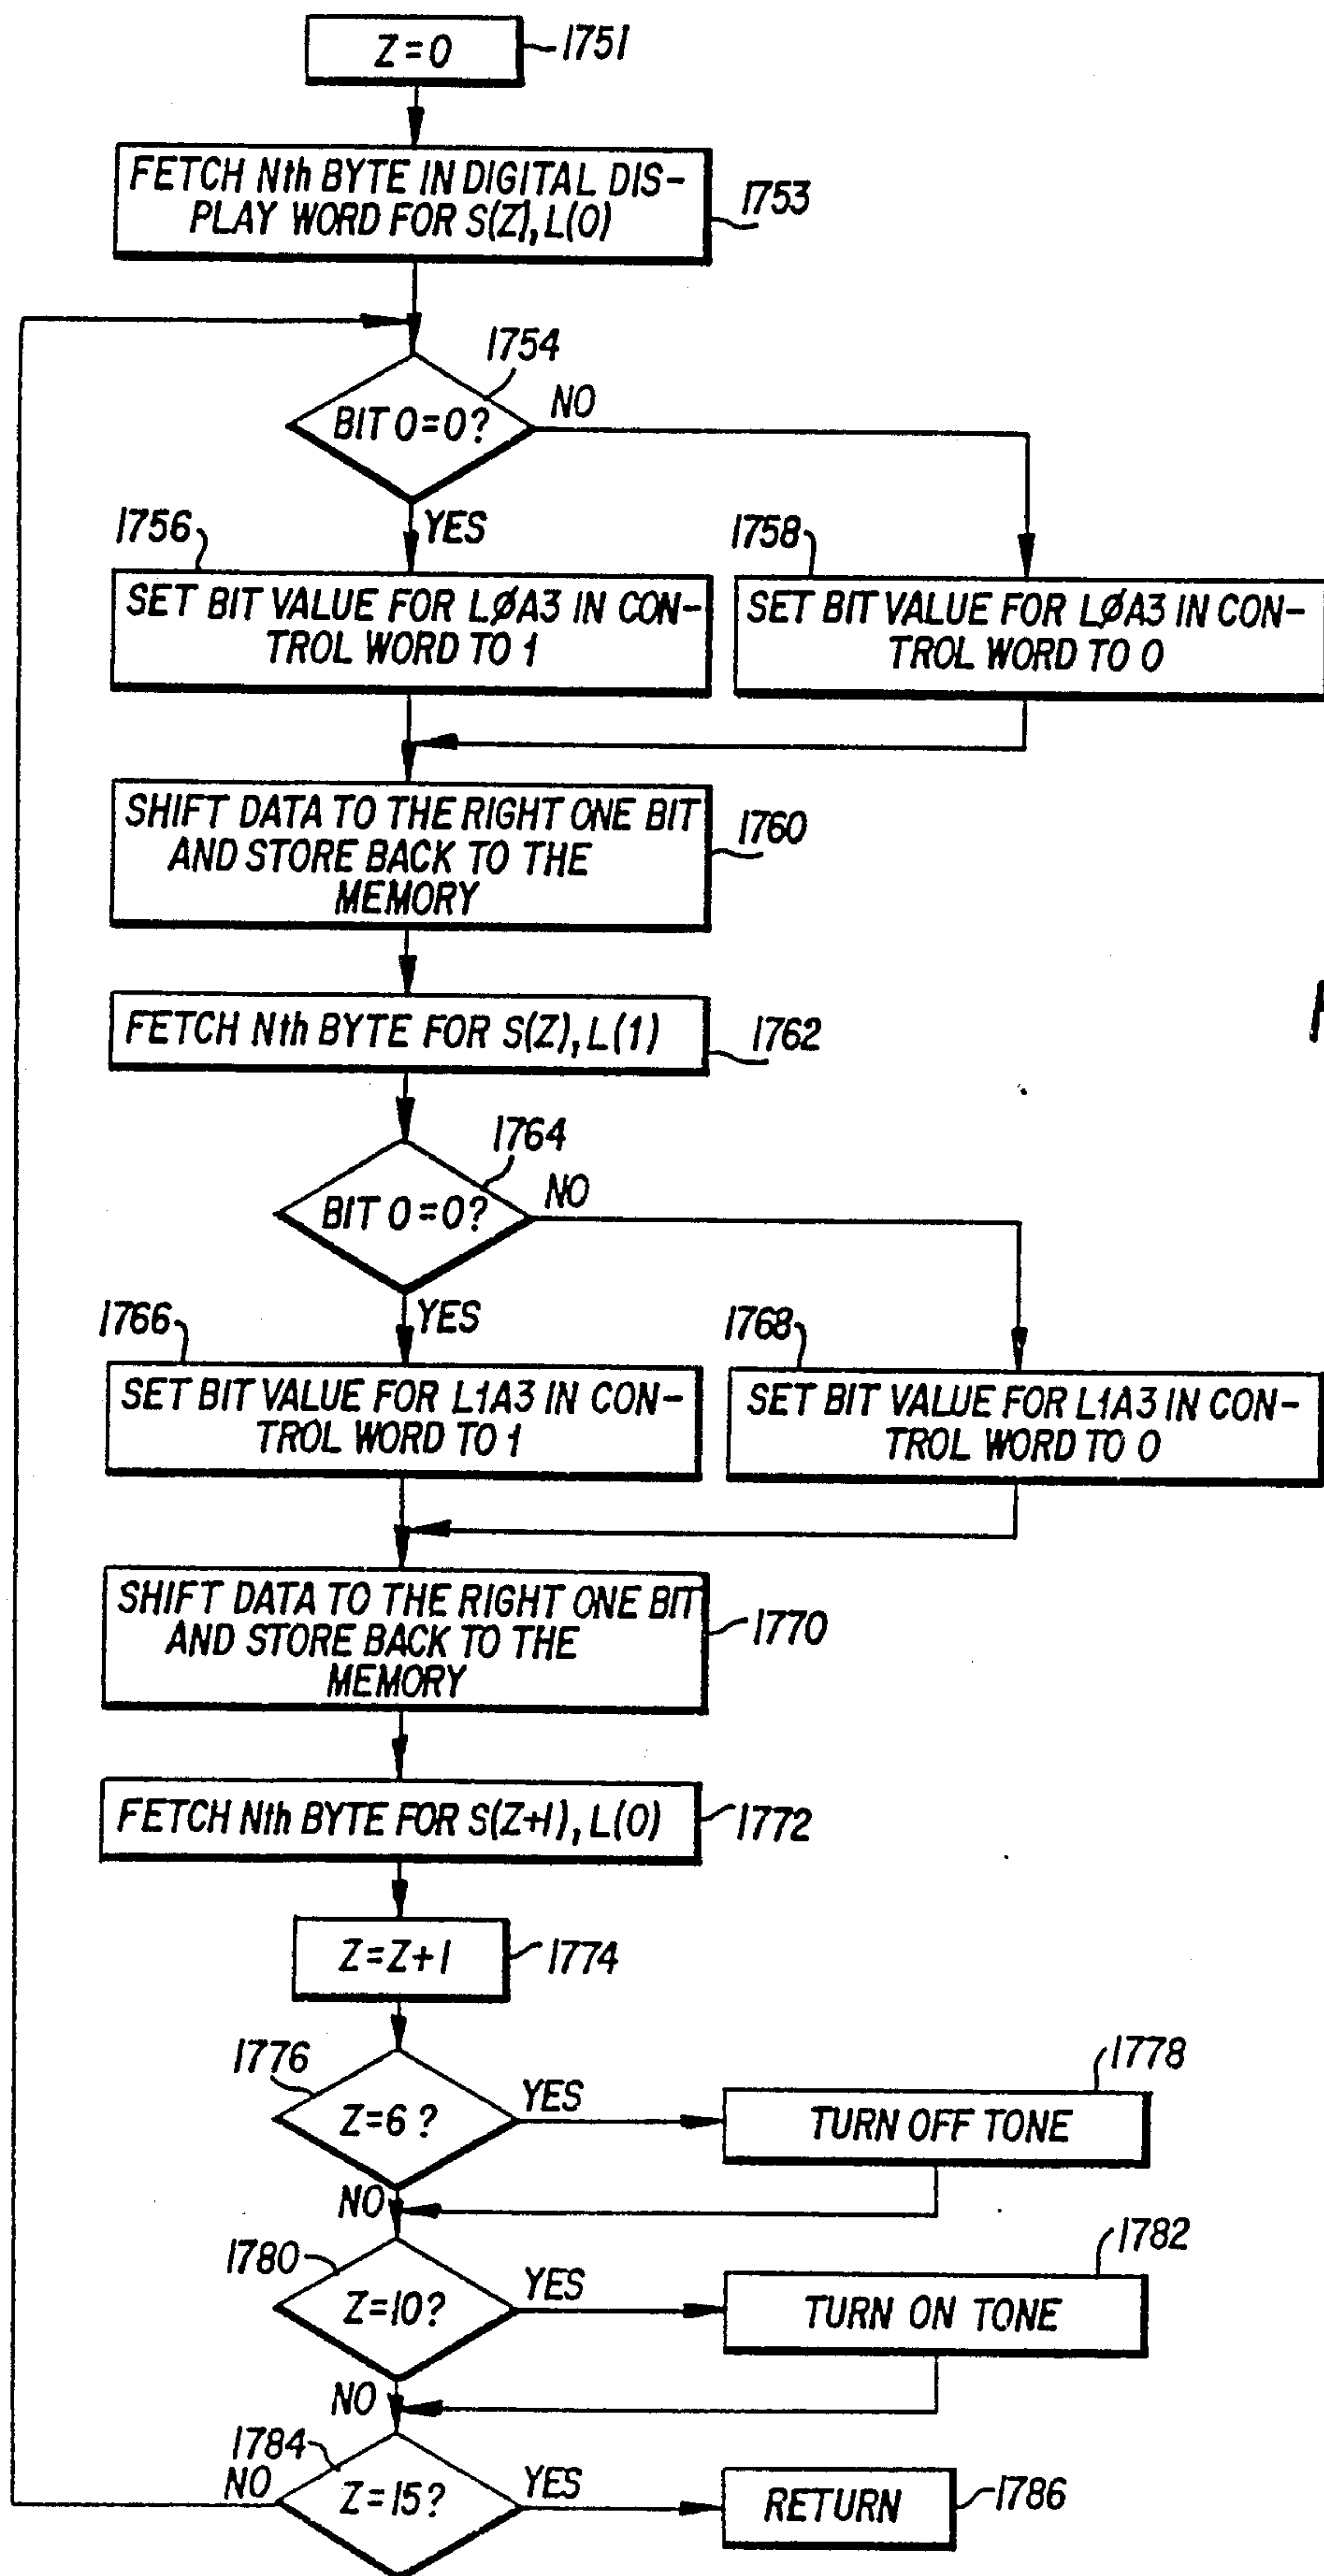 Z=0
1751
FETCH Nth BYTE IN DIGITAL DIS-
PLAY WORD FOR S(Z), L(0)
1753
1754
BIT 0=0?
NO
YES
1756
SET BIT VALUE FOR LØA3 IN CON-
TROL WORD TO 1
1758
SET BIT VALUE FOR LØA3 IN CON-
TROL WORD TO 0
SHIFT DATA TO THE RIGHT ONE BIT
AND STORE BACK TO THE
MEMORY
1760
FETCH Nth BYTE FOR S(Z), L(1)
1762
1764
BIT 0=0?
NO
YES
1766
SET BIT VALUE FOR L1A3 IN CON-
TROL WORD TO 1
1768
SET BIT VALUE FOR L1A3 IN CON-
TROL WORD TO 0
SHIFT DATA TO THE RIGHT ONE BIT
AND STORE BACK TO THE
MEMORY
1770
FETCH Nth BYTE FOR S(Z+1), L(0)
1772
Z=Z+1
1774
1776
Z=6?
YES
NO
1778
TURN OFF TONE
1780
Z=10?
YES
NO
1782
TURN ON TONE
1784
NO
Z=15?
YES
RETURN
1786